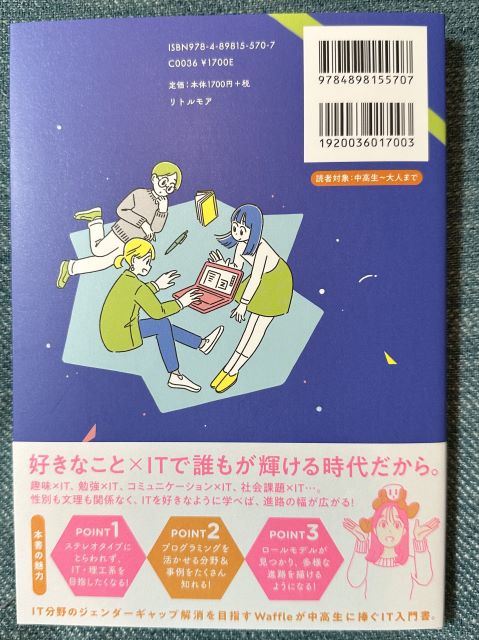 ISBN978-4-89815-570-7
C0036 ¥1700E
定価:本体1700円+税
リトルモア
9784898155707
1920036017003
読者対象:中高生〜大人まで
好きなこと×ITで誰もが輝ける時代だから。
趣味×IT、勉強×IT、コミュニケーション×IT、社会課題×IT…。
性別も文理も関係なく、ITを好きなように学べば、進路の幅が広がる!
本書の魅力
POINT1
ステレオタイプに
とらわれず、
IT・理工系を
目指したくなる!
POINT2
プログラミングを
活かせる分野&
事例をたくさん
知れる!
POINT3
ロールモデルが
見つかり、多様な
進路を描ける
ようになる!
IT分野のジェンダーギャップ解消を目指すWaffleが中高生に捧ぐIT入門書。